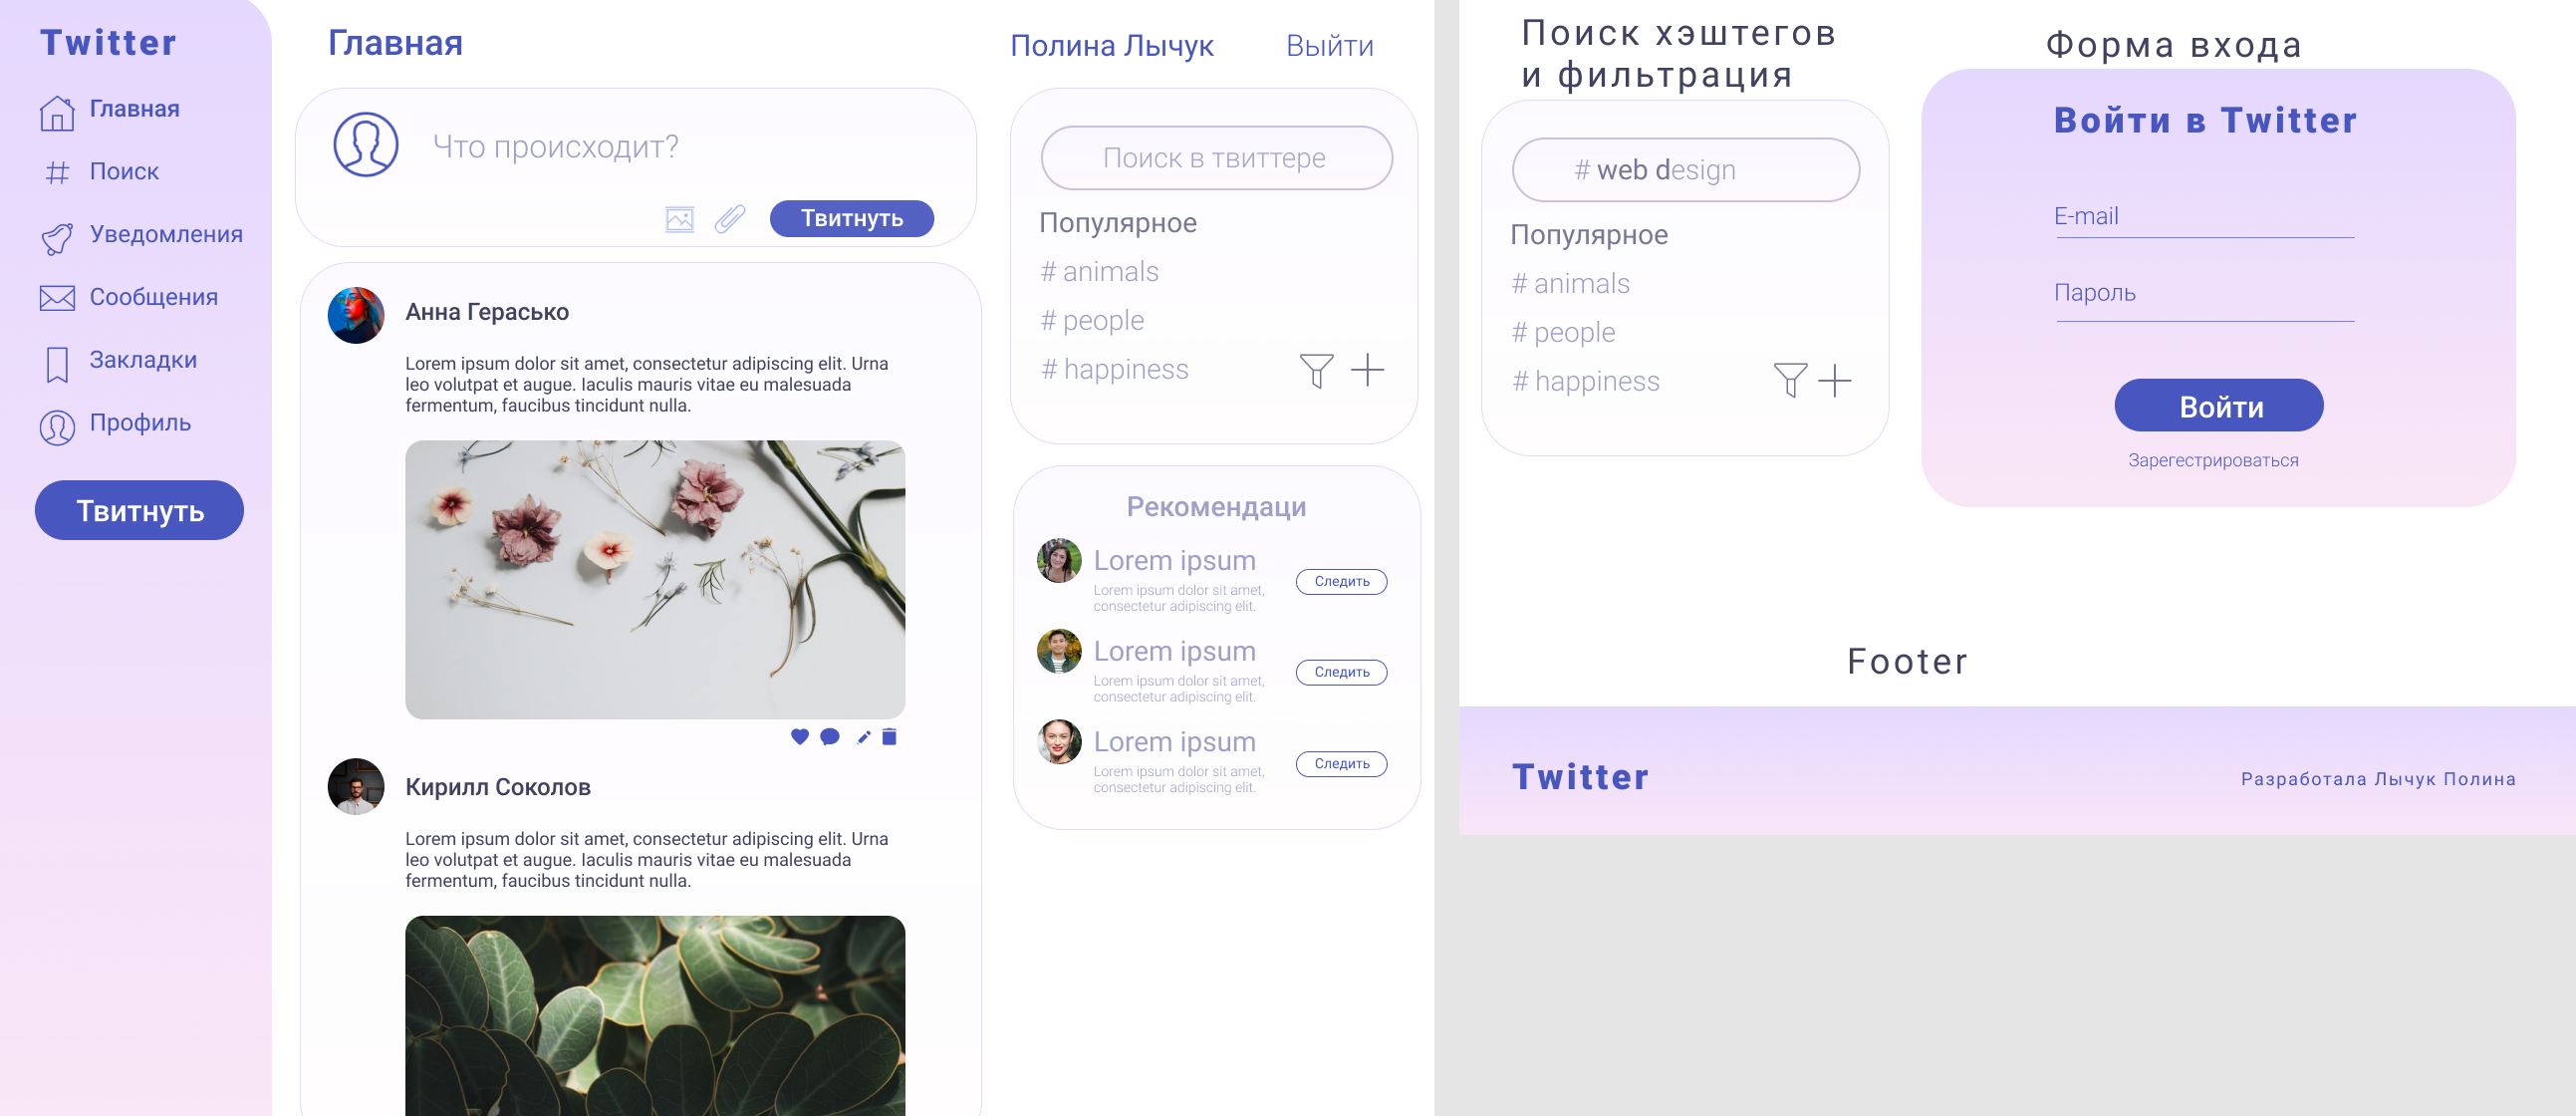 Twitter
Главная
Поиск
Уведомления
Сообщения
Закладки
Профиль
Твитнуть
Главная
Полина Лычук
Выйти
Что происходит?
Твитнуть
Анна Герасько
Lorem ipsum dolor sit amet, consectetur adipiscing elit. Urna
leo volutpat et augue. Iaculis mauris vitae eu malesuada
fermentum, faucibus tincidunt nulla.
Кирилл Соколов
Lorem ipsum dolor sit amet, consectetur adipiscing elit. Urna
leo volutpat et augue. Iaculis mauris vitae eu malesuada
fermentum, faucibus tincidunt nulla.
Поиск в твиттере
Популярное
# animals
# people
# happiness
Рекомендаци
Lorem ipsum
Lorem ipsum dolor sit amet,
consectetur adipiscing elit.
Следить
Lorem ipsum
Lorem ipsum dolor sit amet,
consectetur adipiscing elit.
Следить
Lorem ipsum
Lorem ipsum dolor sit amet,
consectetur adipiscing elit.
Следить
Поиск хэштегов
и фильтрация
# web design
Популярное
# animals
# people
# happiness
Форма входа
Войти в Twitter
E-mail
Пароль
Войти
Зарегестрироваться
Footer
Twitter
Разработала Лычук Полина